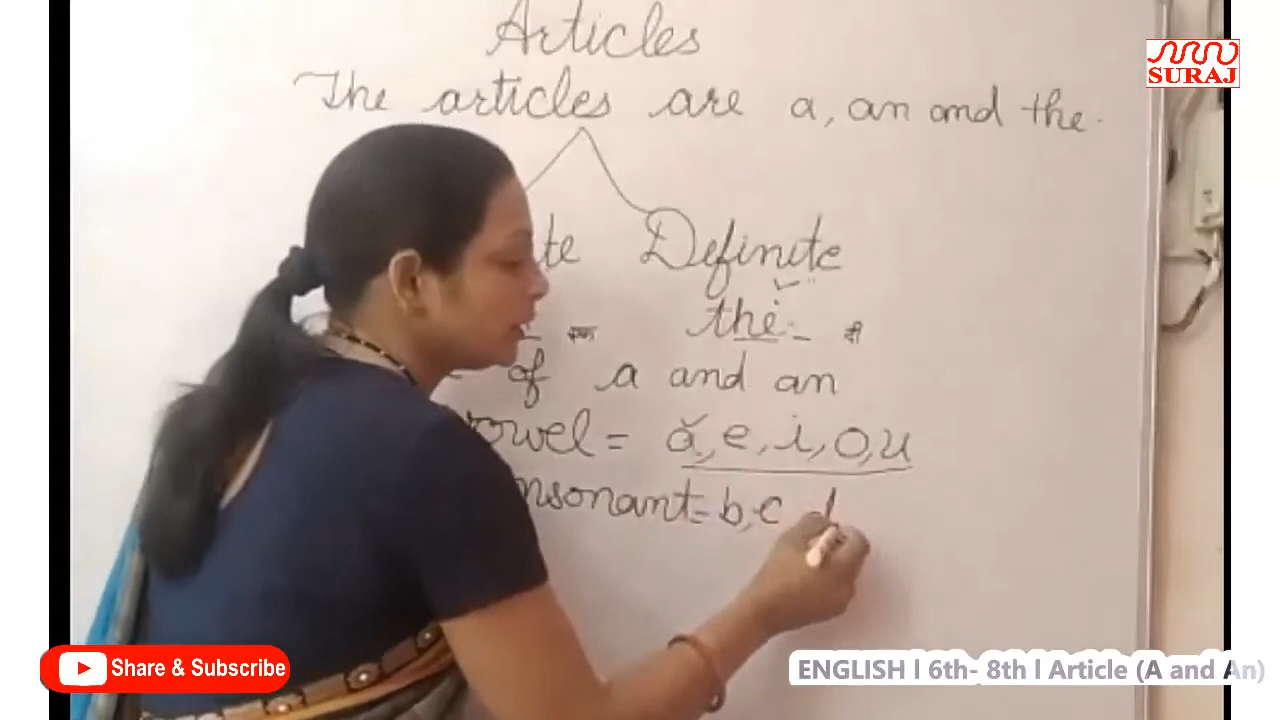 Articles
The articles are a, an and the.
te Definite
the:-
of a and an
vowel = a, e, i, o, u
nsonant = b, c d
SURAJ
Share & Subscribe
ENGLISH l 6th- 8th l Article (A and An)